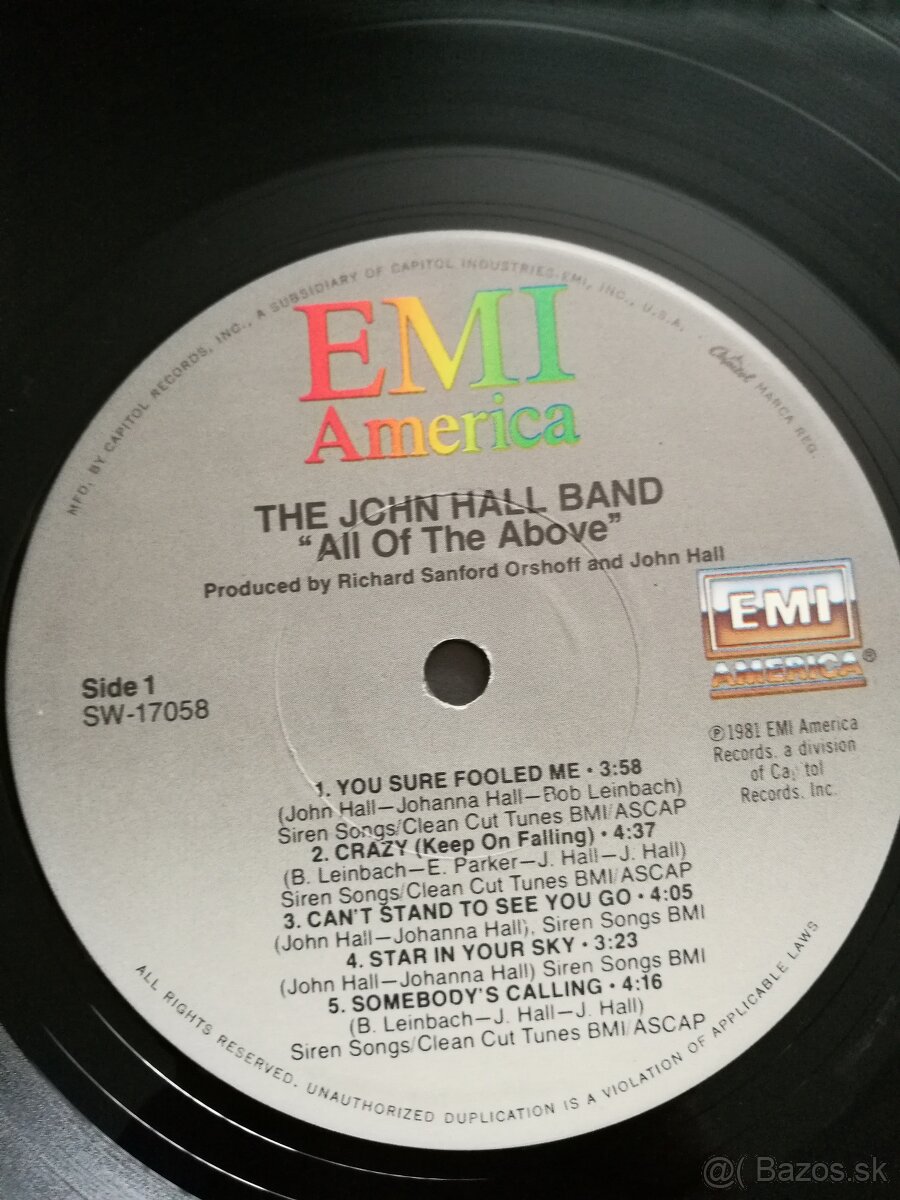 MFD. BY CAPITOL RECORDS, INC., A SUBSIDIARY OF CAPITOL INDUSTRIES-EMI, INC., U.S.A.
Capitol MARCA REG.
EMI
America
THE JOHN HALL BAND
“All Of The Above”
Produced by Richard Sanford Orshoff and John Hall
EMI
AMERICA®
Side 1
SW-17058
℗1981 EMI America
Records, a division
of Capitol
Records, Inc.
1. YOU SURE FOOLED ME • 3:58
(John Hall—Johanna Hall—Bob Leinbach)
Siren Songs/Clean Cut Tunes BMI/ASCAP
2. CRAZY (Keep On Falling) • 4:37
(B. Leinbach—E. Parker—J. Hall—J. Hall)
Siren Songs/Clean Cut Tunes BMI/ASCAP
3. CAN'T STAND TO SEE YOU GO • 4:05
(John Hall—Johanna Hall), Siren Songs BMI
4. STAR IN YOUR SKY • 3:23
(John Hall—Johanna Hall) Siren Songs BMI
5. SOMEBODY'S CALLING • 4:16
(B. Leinbach—J. Hall—J. Hall)
Siren Songs/Clean Cut Tunes BMI/ASCAP
ALL RIGHTS RESERVED. UNAUTHORIZED DUPLICATION IS A VIOLATION OF APPLICABLE LAWS
@( Bazos.sk